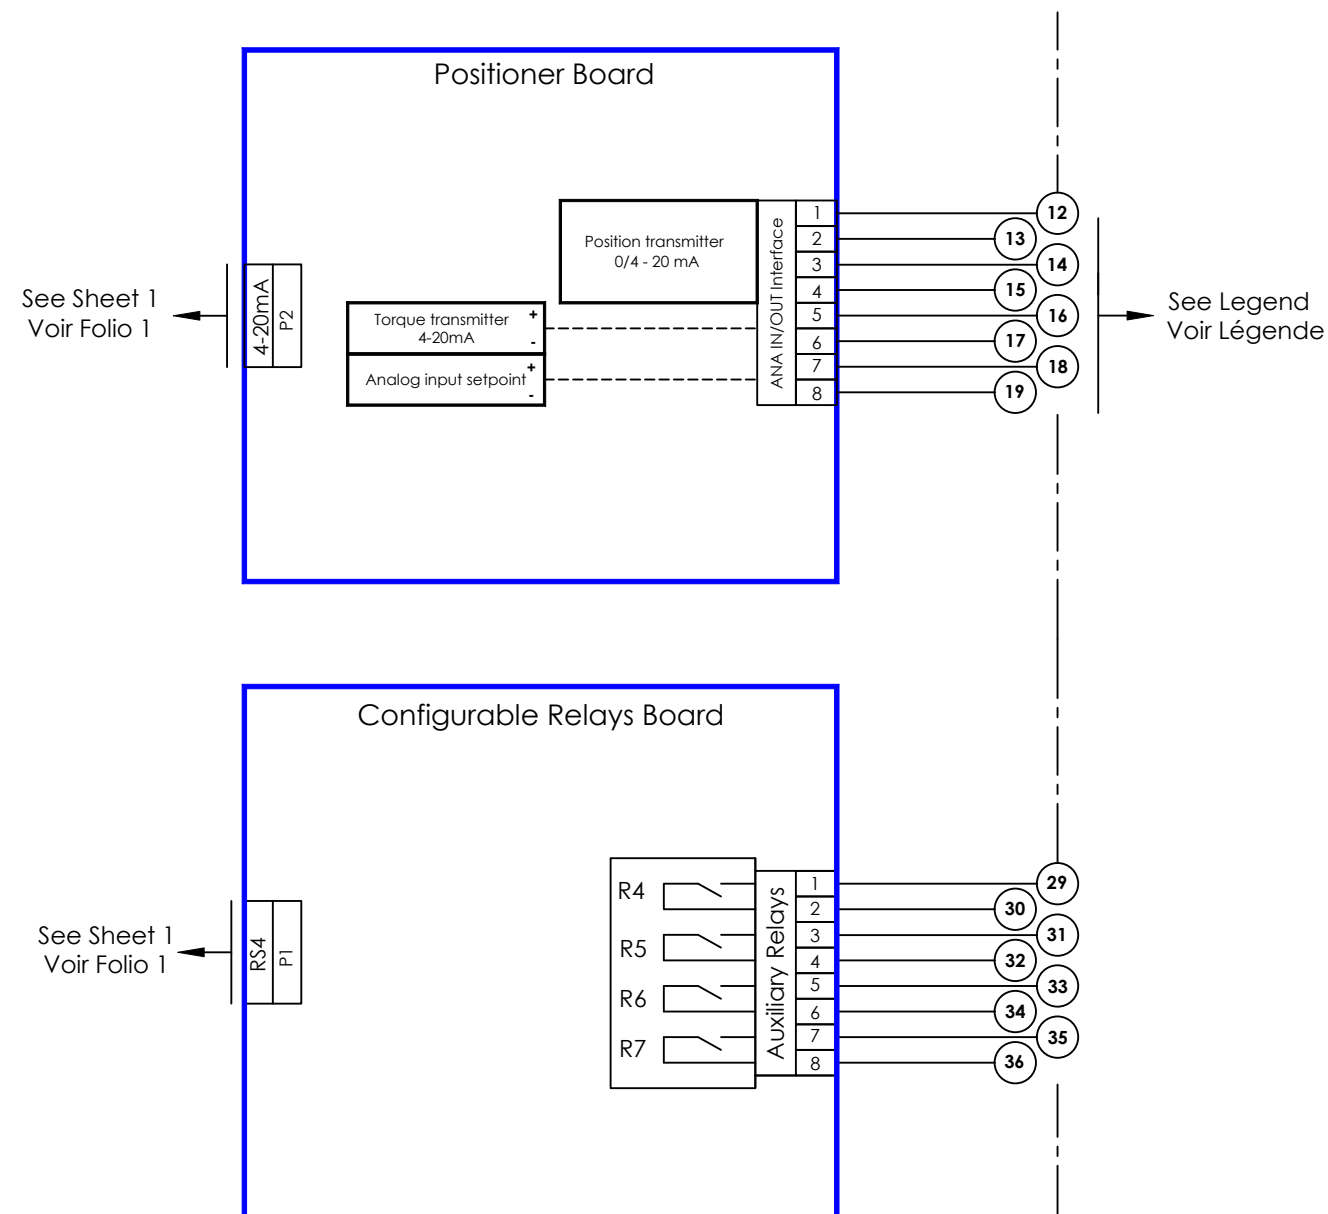 Positioner Board
See Sheet 1
Voir Folio 1
4-20mA
P2
Position transmitter
0/4 - 20 mA
Torque transmitter
4-20mA
+
-
Analog input setpoint
+
-
ANA IN/OUT Interface
1
2
3
4
5
6
7
8
12
13
14
15
16
17
18
19
See Legend
Voir Légende
Configurable Relays Board
See Sheet 1
Voir Folio 1
RS4
P1
R4
R5
R6
R7
Auxiliary Relays
1
2
3
4
5
6
7
8
29
30
31
32
33
34
35
36